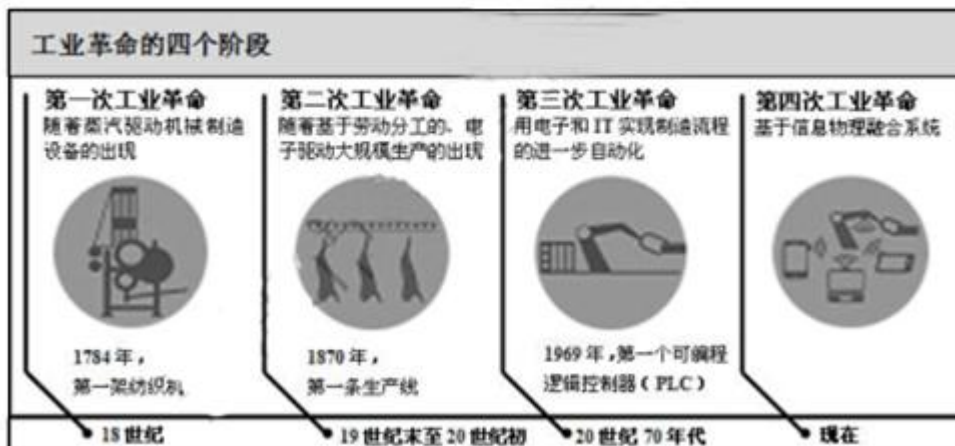 工业革命的四个阶段
第一次工业革命
随着蒸汽驱动机械制造
设备的出现
1784年，
第一架纺织机
18世纪
第二次工业革命
随着基于劳动分工的、电
子驱动大规模生产的出现
1870年，
第一条生产线
19世纪末至20世纪初
第三次工业革命
用电子和IT实现制造流程
的进一步自动化
1969年，第一个可编程
逻辑控制器（PLC）
20世纪70年代
第四次工业革命
基于信息物理融合系统
现在